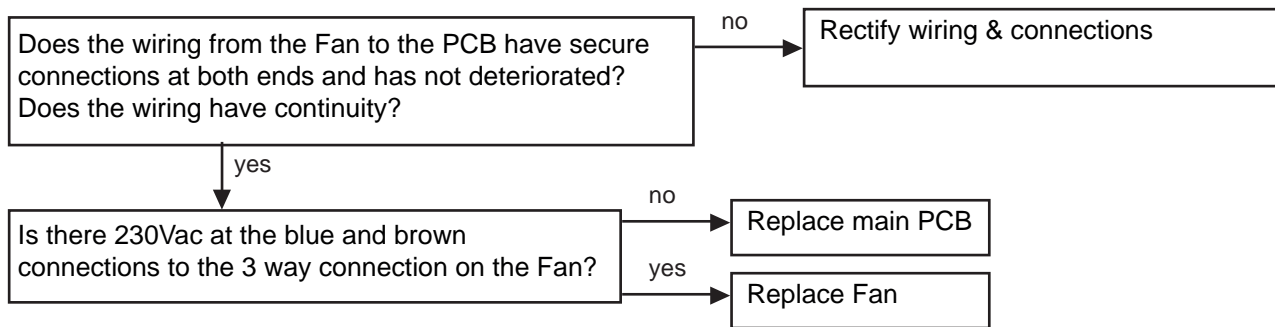 Does the wiring from the Fan to the PCB have secure
connections at both ends and has not deteriorated?
Does the wiring have continuity?
no
Rectify wiring & connections
yes
Is there 230Vac at the blue and brown
connections to the 3 way connection on the Fan?
no
Replace main PCB
yes
Replace Fan